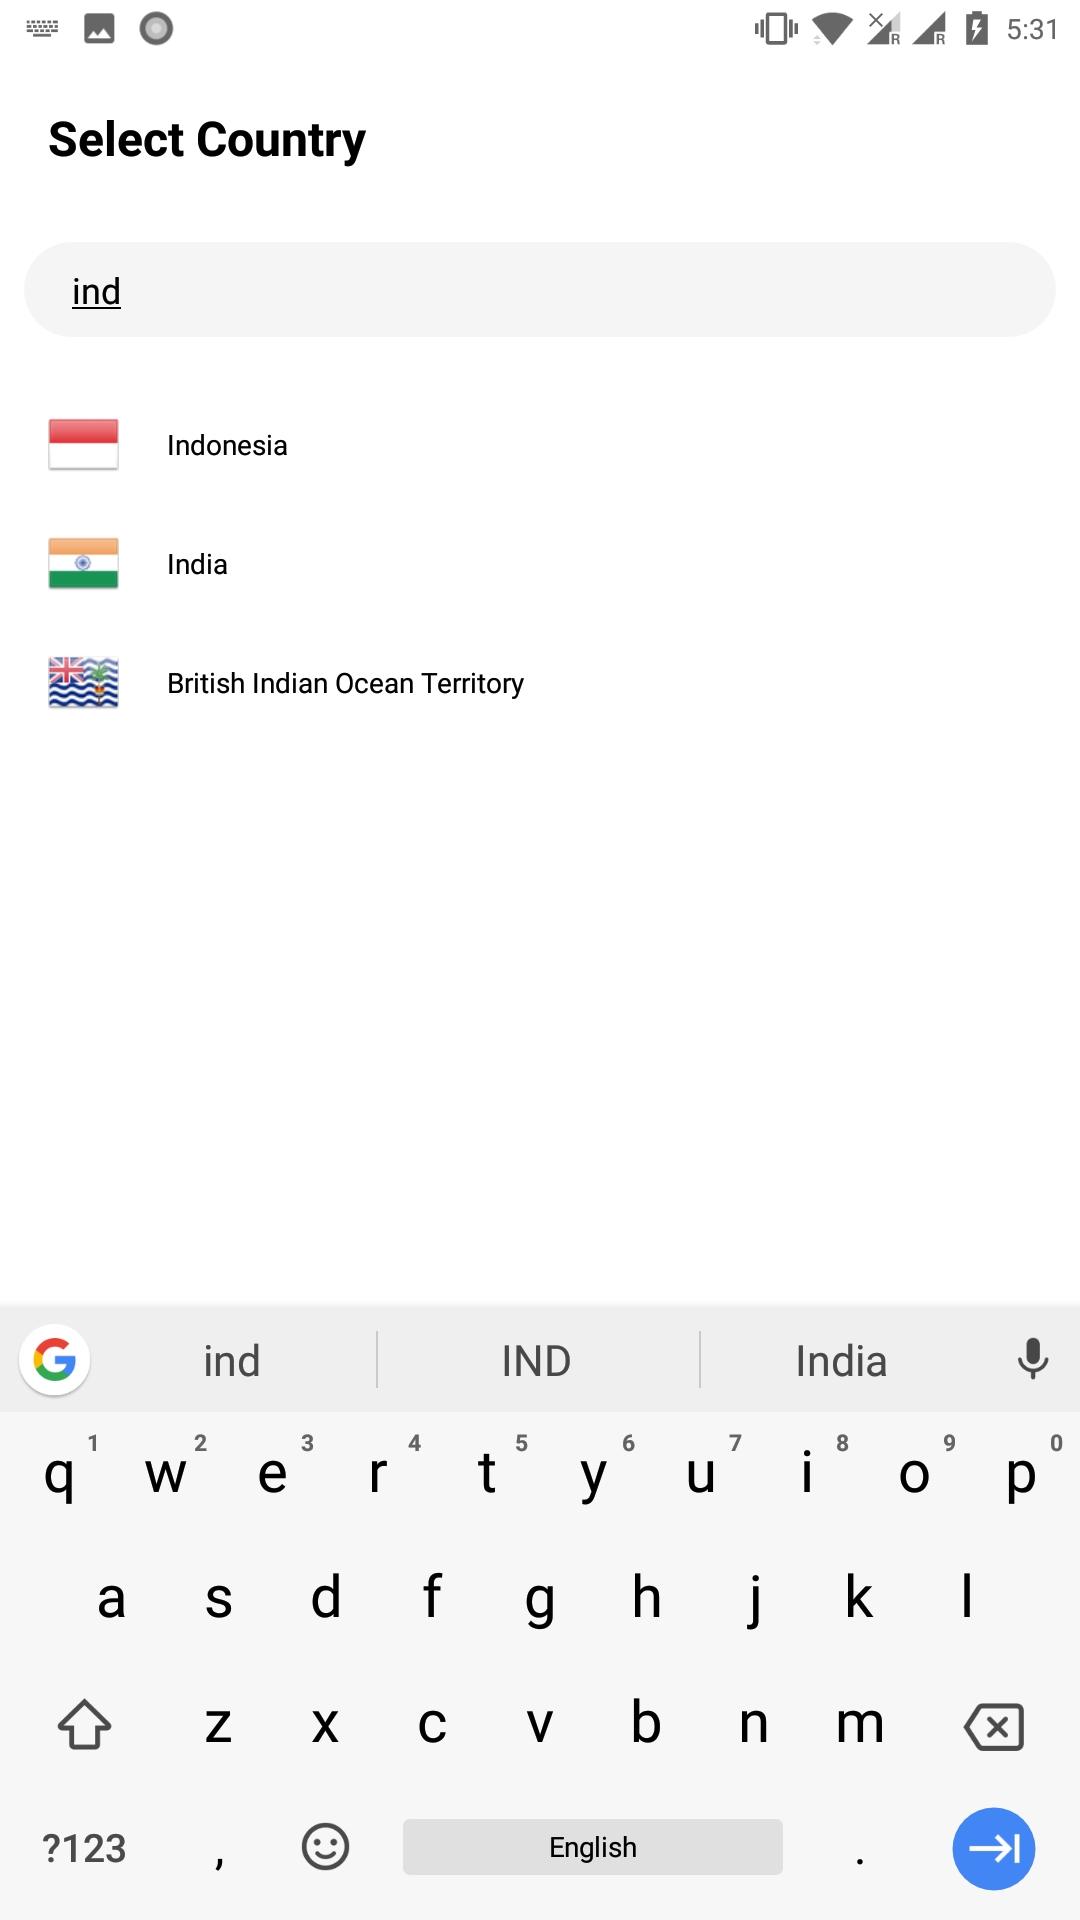 5:31
Select Country
ind
Indonesia
India
British Indian Ocean Territory
ind IND India
q 1 w 2 e 3 r 4 t 5 y 6 u 7 i 8 o 9 p 0
a s d f g h j k l
z x c v b n m
?123 , English .